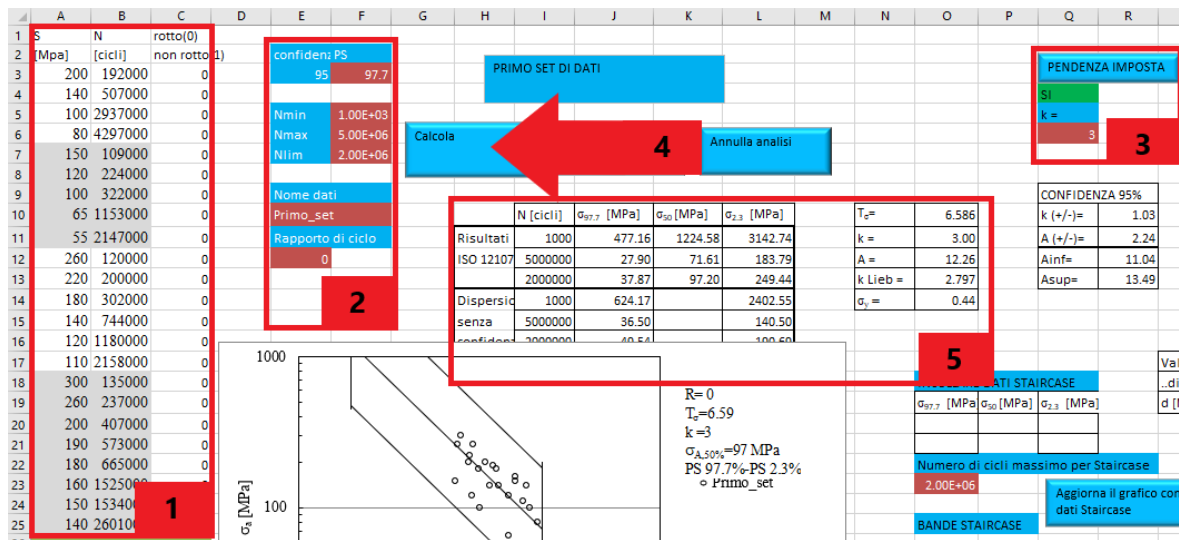 A B C D E F G H I J K L M N O P Q R
1 S N rotto(0)
2 [Mpa] [cicli] non rotto(1) confidenz PS PRIMO SET DI DATI PENDENZA IMPOSTA
3 200 192000 0 95 97.7
4 140 507000 0 SI
5 100 2937000 0 Nmin 1.00E+03 k =
6 80 4297000 0 Nmax 5.00E+06 Calcola 4 Annulla analisi 3 3
7 150 109000 0 Nlim 2.00E+06
8 120 224000 0
9 100 322000 0 Nome dati CONFIDENZA 95%
10 65 1153000 0 Primo_set N [cicli] σ97.7 [MPa] σ50 [MPa] σ2.3 [MPa] Tσ= 6.586 k (+/-)= 1.03
11 55 2147000 0 Rapporto di ciclo Risultati 1000 477.16 1224.58 3142.74 k = 3.00 A (+/-)= 2.24
12 260 120000 0 0 ISO 12107 5000000 27.90 71.61 183.79 A = 12.26 Ainf= 11.04
13 220 200000 0 2000000 37.87 97.20 249.44 k Lieb = 2.797 Asup= 13.49
14 180 302000 0 2 Dispersic 1000 624.17 2402.55 σy = 0.44
15 140 744000 0 senza 5000000 36.50 140.50
16 120 1180000 0 confidenz 2000000 49.54 190.69
17 110 2158000 0 5 Val
18 300 135000 0 DATI STAIRCASE ..di
19 260 237000 0 σ97.7 [MPa σ50 [MPa] σ2.3 [MPa] d [M
20 200 407000 0
21 190 573000 0
22 180 665000 0 Numero di cicli massimo per Staircase
23 160 1525000 0 2.00E+06
24 150 1534000 1 Aggiorna il grafico con
dati Staircase
25 140 2601000 BANDE STAIRCASE
1000
100
σa [MPa]
R= 0
Tσ=6.59
k =3
σA,50%=97 MPa
PS 97.7%-PS 2.3%
Primo_set